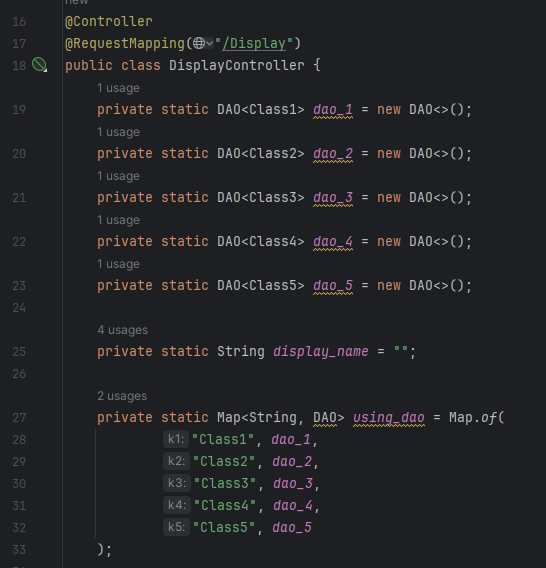 new
16 @Controller
17 @RequestMapping("/Display")
18 public class DisplayController {
1 usage
19 private static DAO<Class1> dao_1 = new DAO<>();
1 usage
20 private static DAO<Class2> dao_2 = new DAO<>();
1 usage
21 private static DAO<Class3> dao_3 = new DAO<>();
1 usage
22 private static DAO<Class4> dao_4 = new DAO<>();
1 usage
23 private static DAO<Class5> dao_5 = new DAO<>();
24
4 usages
25 private static String display_name = "";
26
2 usages
27 private static Map<String, DAO> using_dao = Map.of(
28 k1: "Class1", dao_1,
29 k2: "Class2", dao_2,
30 k3: "Class3", dao_3,
31 k4: "Class4", dao_4,
32 k5: "Class5", dao_5
33 );